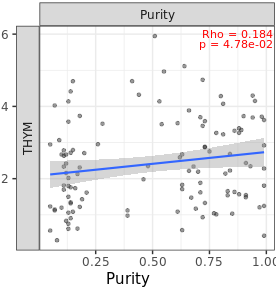 Purity
Rho = 0.184
p = 4.78e-02
THYM
6
4
2
0.25
0.50
0.75
1.00
Purity